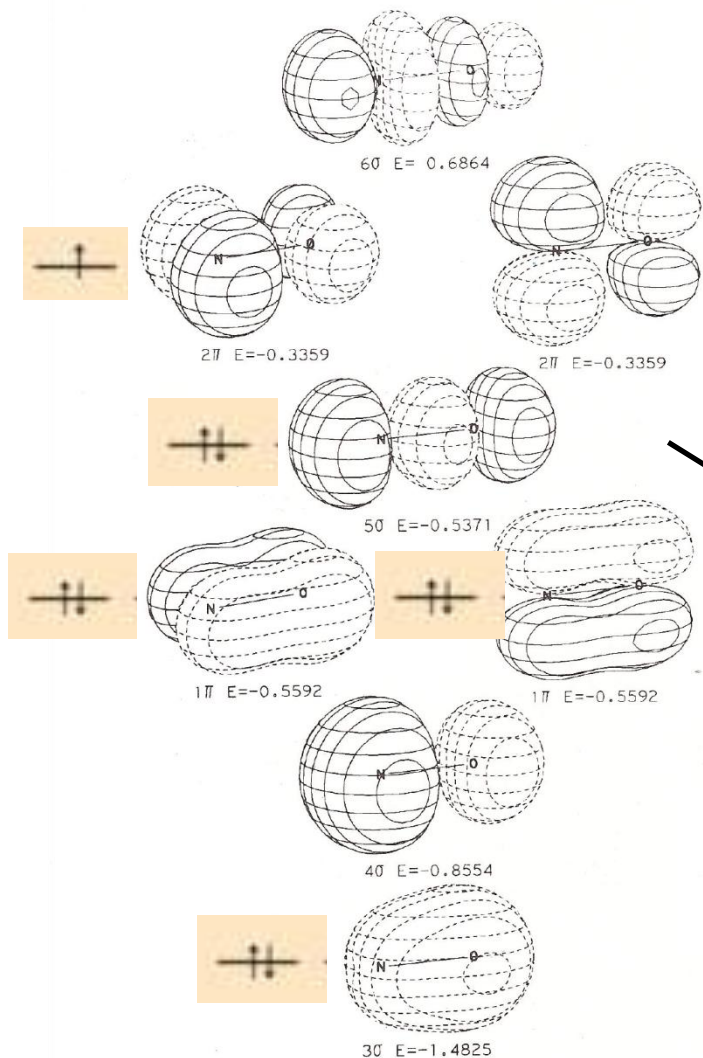 N O
6σ E= 0.6864
N O
N O
2π E=-0.3359
2π E=-0.3359
N O
5σ E=-0.5371
N O
N O
1π E=-0.5592
1π E=-0.5592
N O
4σ E=-0.8554
N O
3σ E=-1.4825